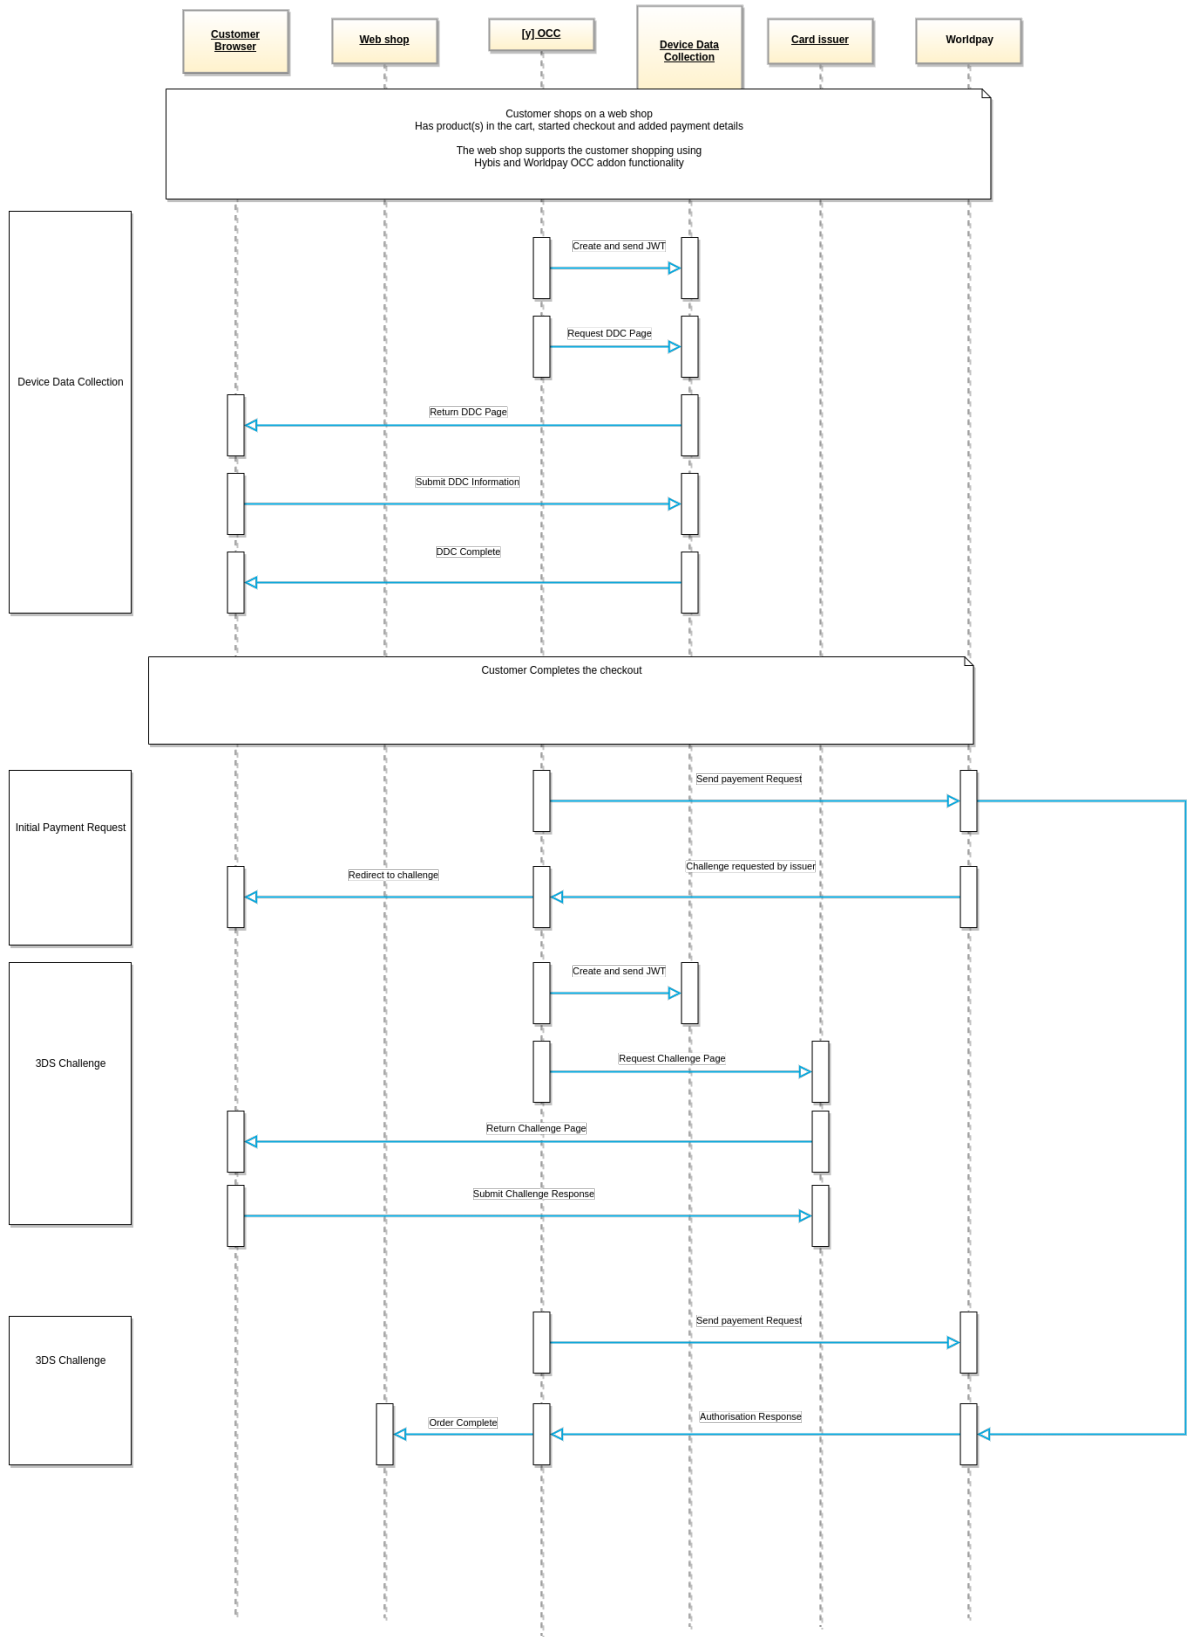 Customer
Browser
Web shop
[y] OCC
Device Data
Collection
Card issuer
Worldpay
Customer shops on a web shop
Has product(s) in the cart, started checkout and added payment details
The web shop supports the customer shopping using
Hybis and Worldpay OCC addon functionality
Device Data Collection
Create and send JWT
Request DDC Page
Return DDC Page
Submit DDC Information
DDC Complete
Customer Completes the checkout
Initial Payment Request
Send payement Request
Challenge requested by issuer
Redirect to challenge
3DS Challenge
Create and send JWT
Request Challenge Page
Return Challenge Page
Submit Challenge Response
3DS Challenge
Send payement Request
Authorisation Response
Order Complete